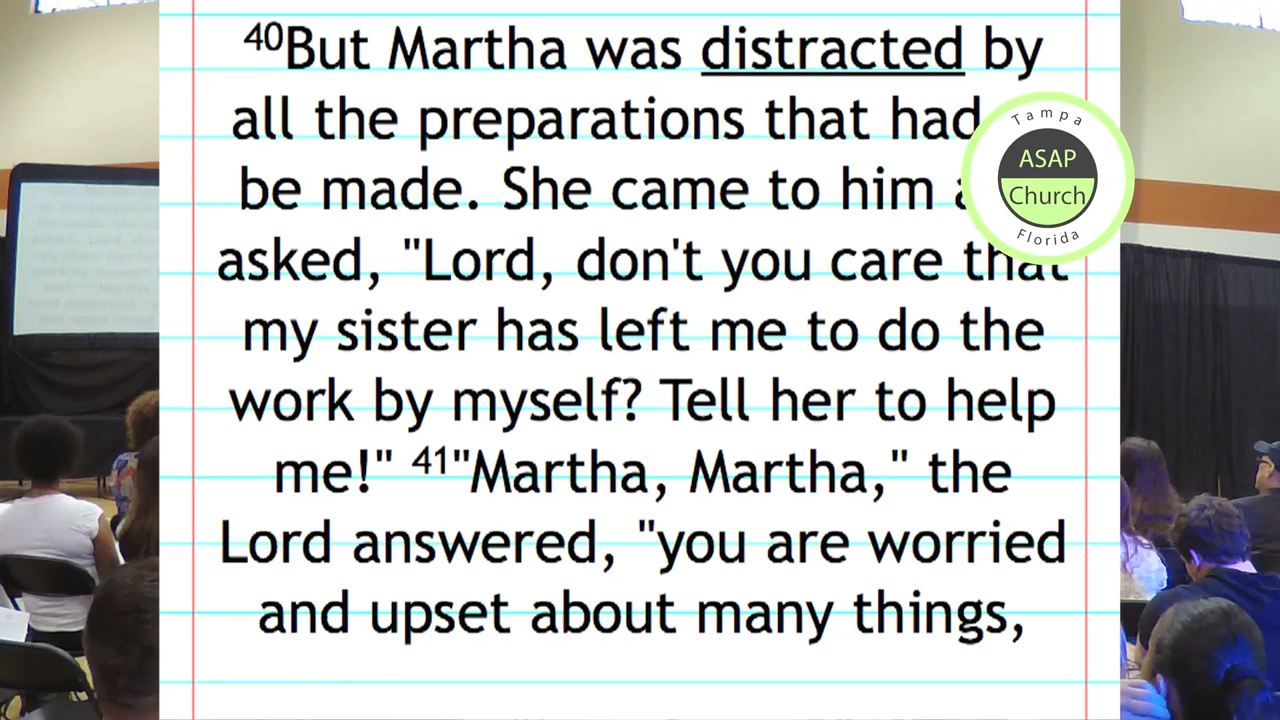 ⁴⁰But Martha was distracted by
all the preparations that had
be made. She came to him a
asked, "Lord, don't you care that
my sister has left me to do the
work by myself? Tell her to help
me!" ⁴¹"Martha, Martha," the
Lord answered, "you are worried
and upset about many things,
Tampa
ASAP
Church
Florida